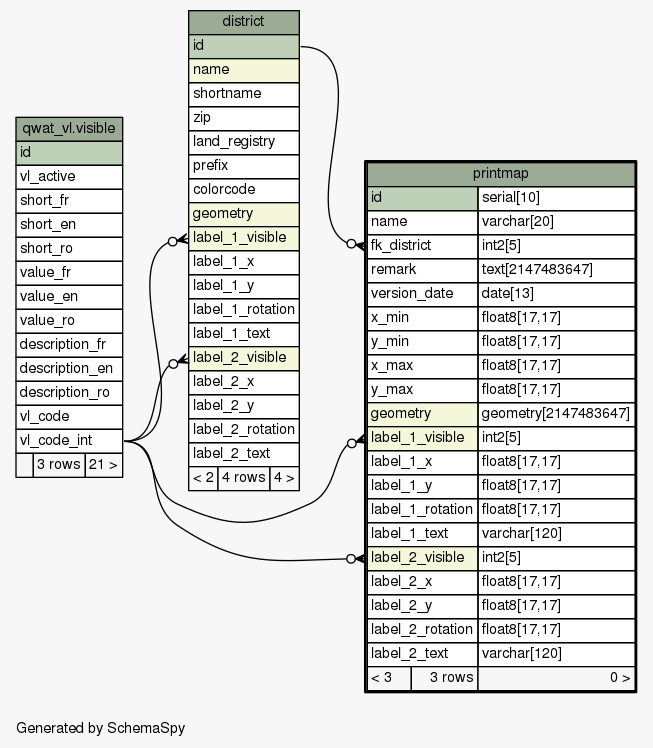 district
id
name
shortname
zip
land_registry
prefix
colorcode
geometry
label_1_visible
label_1_x
label_1_y
label_1_rotation
label_1_text
label_2_visible
label_2_x
label_2_y
label_2_rotation
label_2_text
< 2 4 rows 4 >
qwat_vl.visible
id
vl_active
short_fr
short_en
short_ro
value_fr
value_en
value_ro
description_fr
description_en
description_ro
vl_code
vl_code_int
3 rows 21 >
printmap
id serial[10]
name varchar[20]
fk_district int2[5]
remark text[2147483647]
version_date date[13]
x_min float8[17,17]
y_min float8[17,17]
x_max float8[17,17]
y_max float8[17,17]
geometry geometry[2147483647]
label_1_visible int2[5]
label_1_x float8[17,17]
label_1_y float8[17,17]
label_1_rotation float8[17,17]
label_1_text varchar[120]
label_2_visible int2[5]
label_2_x float8[17,17]
label_2_y float8[17,17]
label_2_rotation float8[17,17]
label_2_text varchar[120]
< 3 3 rows 0 >
Generated by SchemaSpy